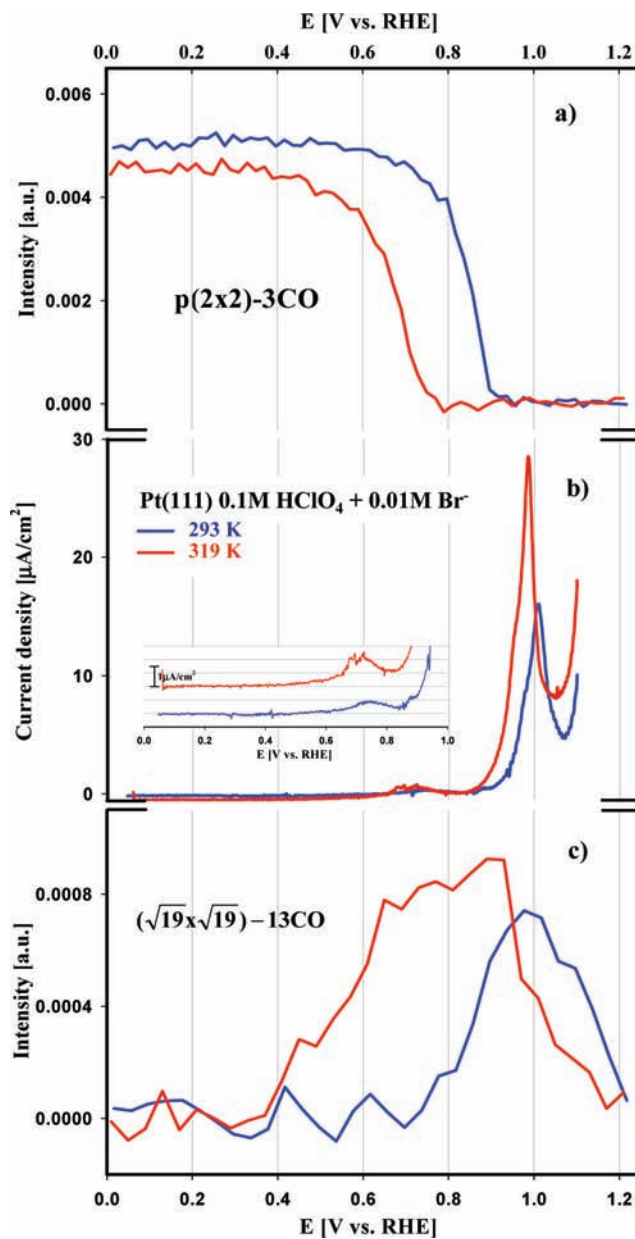 E [V vs. RHE]
0.0 0.2 0.4 0.6 0.8 1.0 1.2
0.006
a)
0.004
Intensity [a.u.]
p(2x2)-3CO
0.002
0.000
30
b)
Pt(111) 0.1M HClO4 + 0.01M Br-
293 K
319 K
20
Current density [µA/cm2]
1µA/cm2
10
0.0 0.2 0.4 0.6 0.8 1.0
E [V vs. RHE]
0
c)
0.0008
(√19x√19) – 13CO
Intensity [a.u.]
0.0004
0.0000
0.0 0.2 0.4 0.6 0.8 1.0 1.2
E [V vs. RHE]